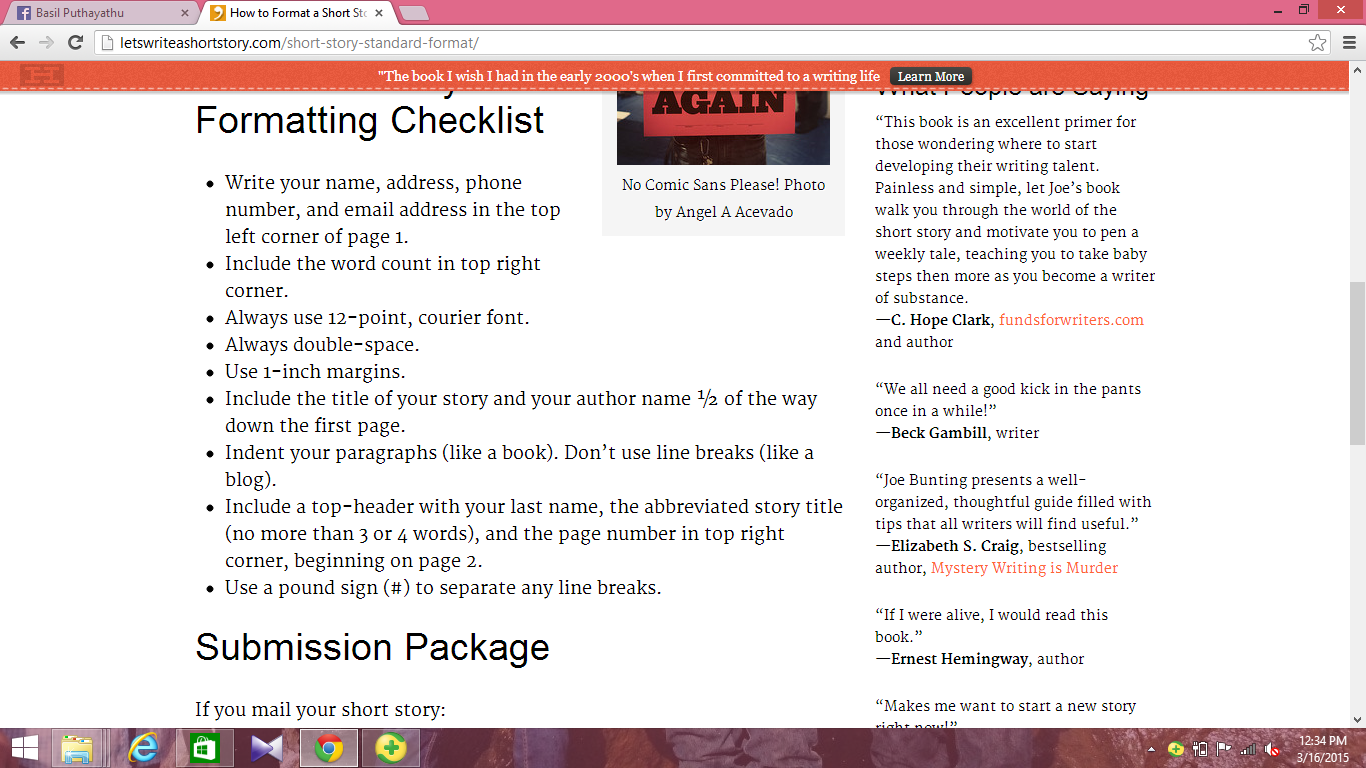 Basil Puthayathu
How to Format a Short Sto
letswriteashortstory.com/short-story-standard-format/
"The book I wish I had in the early 2000's when I first committed to a writing life
Learn More
Formatting Checklist
• Write your name, address, phone
number, and email address in the top
left corner of page 1.
• Include the word count in top right
corner.
• Always use 12-point, courier font.
• Always double-space.
• Use 1-inch margins.
• Include the title of your story and your author name ½ of the way
down the first page.
• Indent your paragraphs (like a book). Don’t use line breaks (like a
blog).
• Include a top-header with your last name, the abbreviated story title
(no more than 3 or 4 words), and the page number in top right
corner, beginning on page 2.
• Use a pound sign (#) to separate any line breaks.
Submission Package
If you mail your short story:
AGAIN
No Comic Sans Please! Photo
by Angel A Acevado
What People are Saying
“This book is an excellent primer for
those wondering where to start
developing their writing talent.
Painless and simple, let Joe’s book
walk you through the world of the
short story and motivate you to pen a
weekly tale, teaching you to take baby
steps then more as you become a writer
of substance.
—C. Hope Clark, fundsforwriters.com
and author
“We all need a good kick in the pants
once in a while!”
—Beck Gambill, writer
“Joe Bunting presents a well-
organized, thoughtful guide filled with
tips that all writers will find useful.”
—Elizabeth S. Craig, bestselling
author, Mystery Writing is Murder
“If I were alive, I would read this
book.”
—Ernest Hemingway, author
“Makes me want to start a new story
right now!”
12:34 PM
3/16/2015